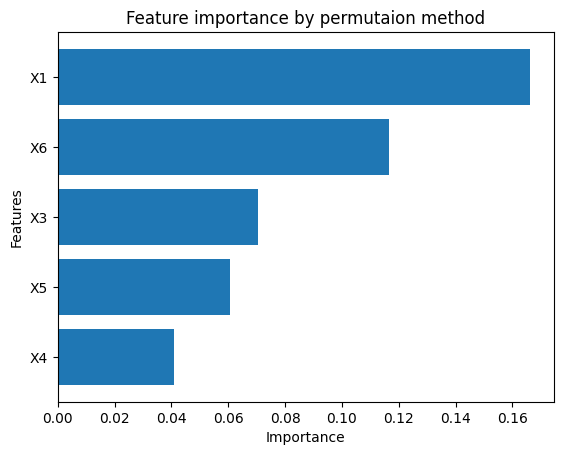 Feature importance by permutaion method
X1
X6
X3
X5
X4
Features
0.00 0.02 0.04 0.06 0.08 0.10 0.12 0.14 0.16
Importance